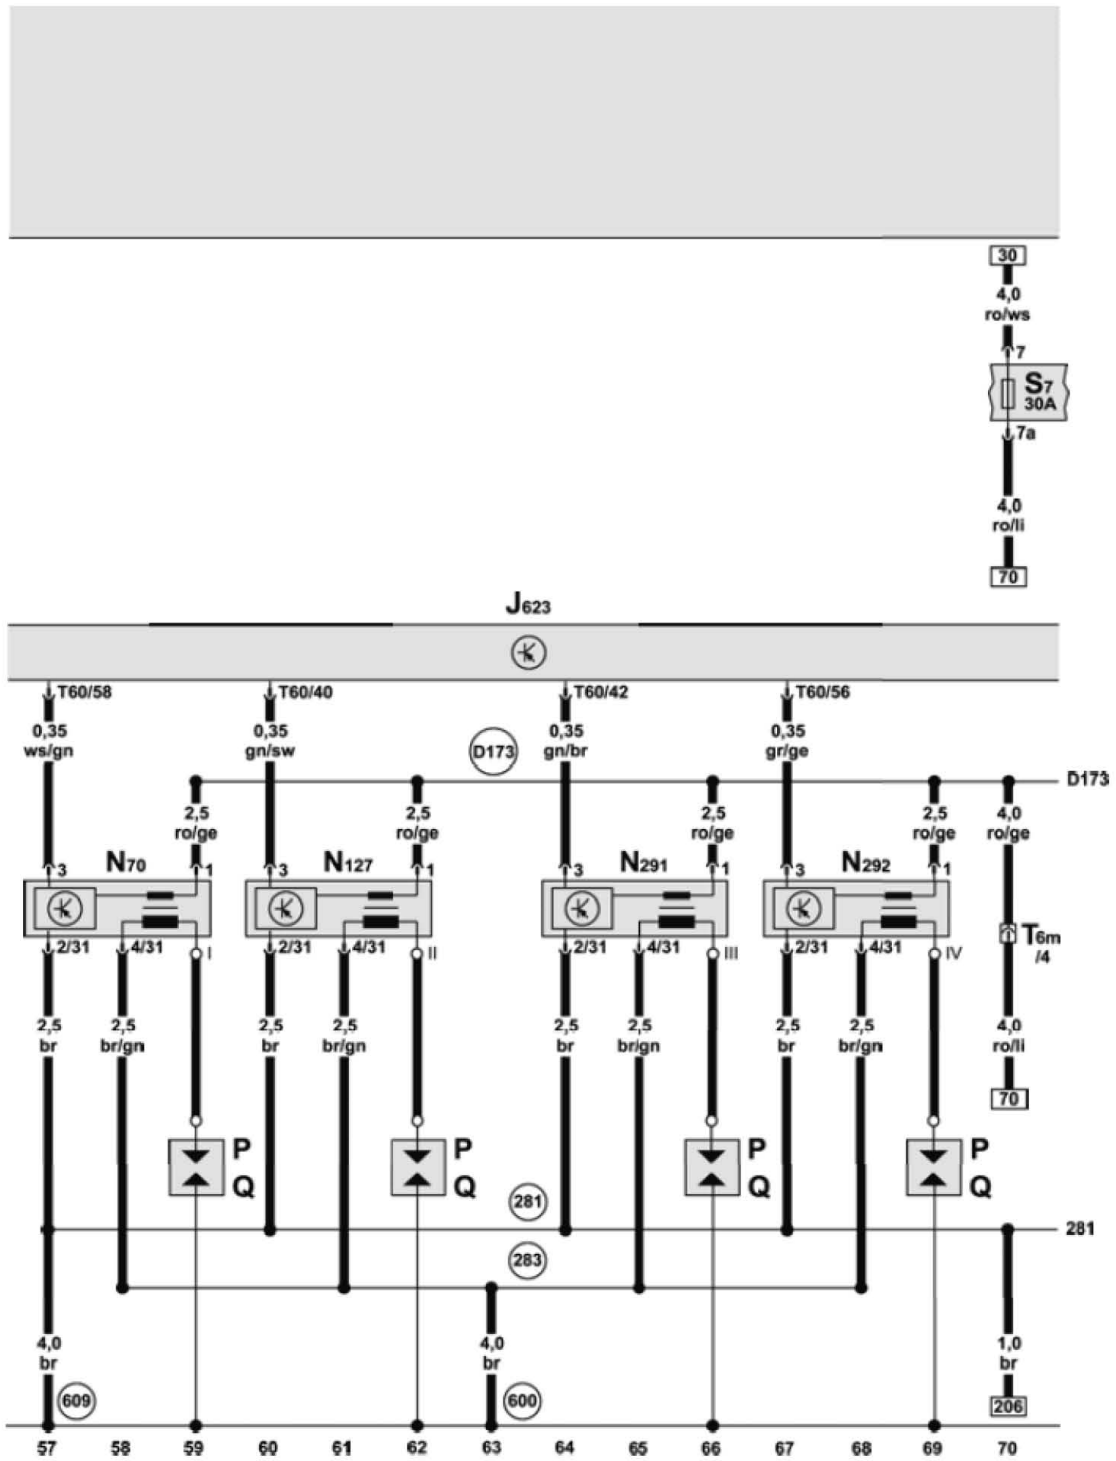 30
4,0
ro/ws
7
S7
30A
7a
4,0
ro/li
70
J623
T60/58 T60/40 T60/42 T60/56
0,35 0,35 0,35 0,35
ws/gn gn/sw D173 gn/br gr/ge
D173
2,5 2,5 2,5 2,5 4,0
ro/ge ro/ge ro/ge ro/ge ro/ge
3 N70 1 3 N127 1 3 N291 1 3 N292 1
T6m
/4
2/31 4/31 I 2/31 4/31 II 2/31 4/31 III 2/31 4/31 IV
2,5 2,5 2,5 2,5 2,5 2,5 2,5 2,5 4,0
br br/gn br br/gn br br/gn br br/gn ro/li
70
P P P P
Q Q Q Q
281
281
283
4,0 4,0 1,0
br br br
609 600 206
57 58 59 60 61 62 63 64 65 66 67 68 69 70